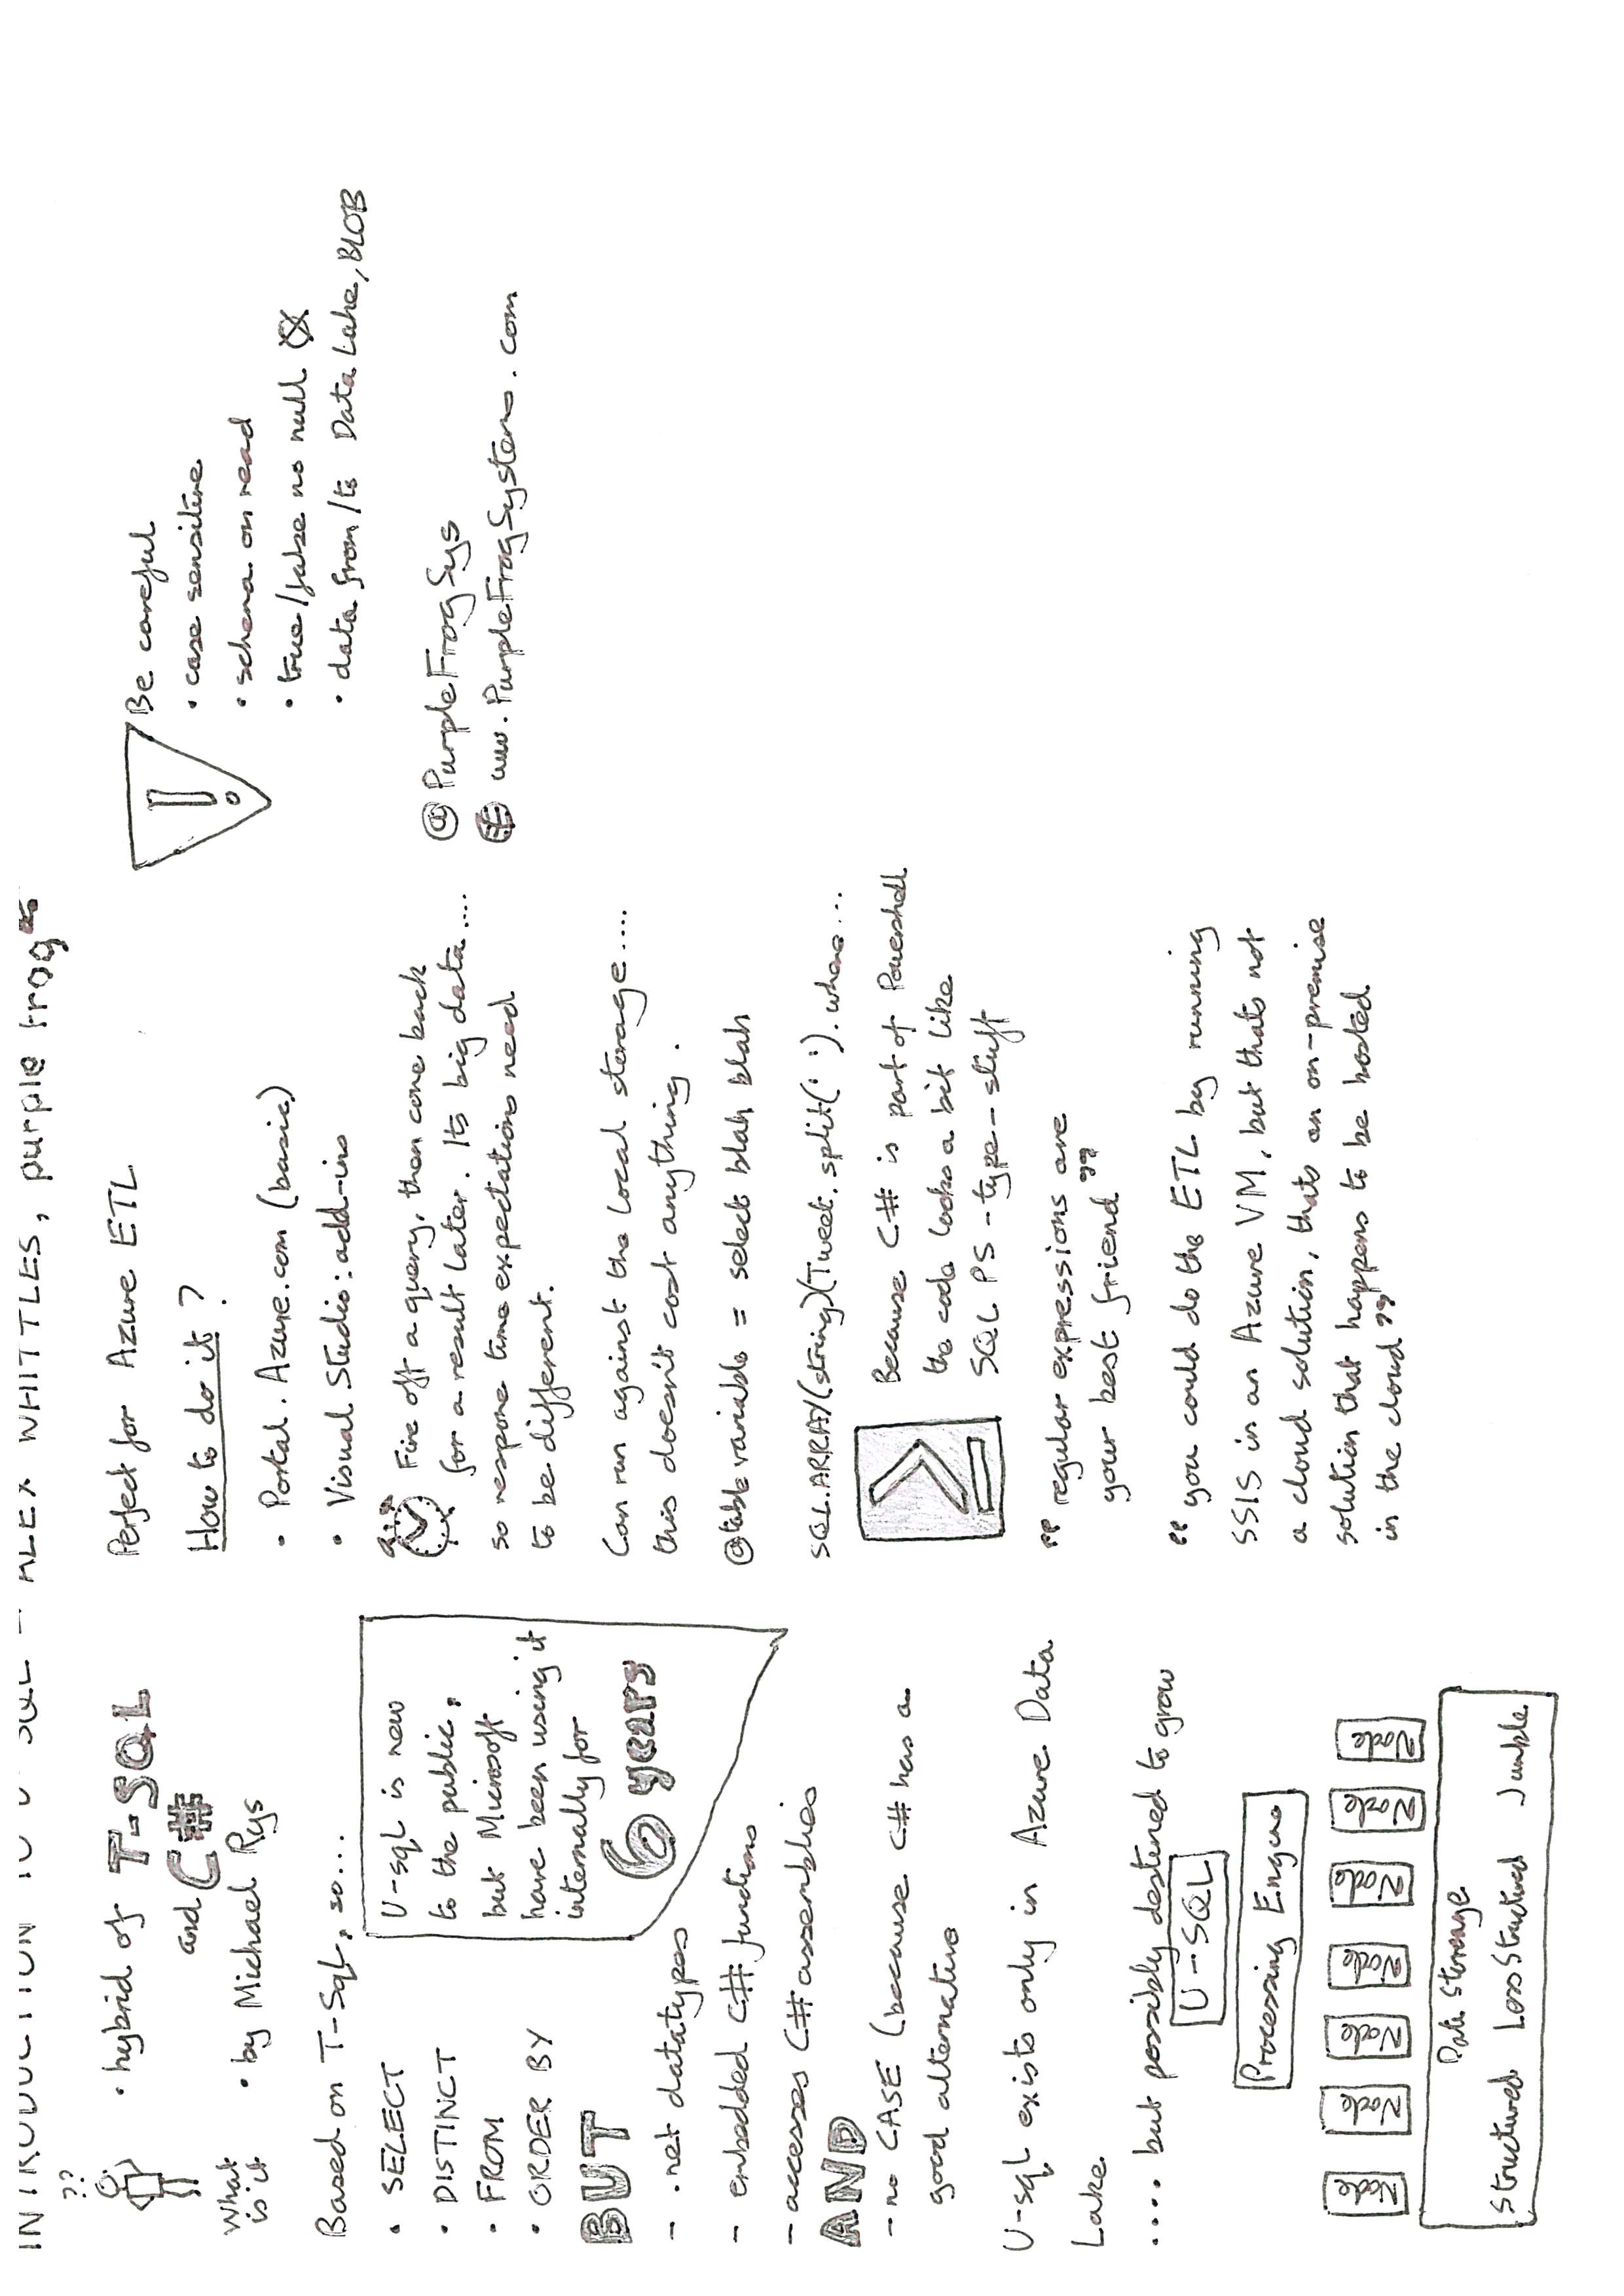 INTRODUCTION TO U-SQL - ALEX WHITTLES, purple frog
??
What
is it
• hybrid of T-SQL
and C#
• by Michael Rys
Based on T-SQL, so...
• SELECT
• DISTINCT
• FROM
• ORDER BY
U-SQL is new
to the public,
but Microsoft
have been using it
internally for
6 years
BUT
- .net datatypes
- embedded C# functions
- accesses C# assemblies
AND
- no CASE (because C# has a
good alternative
U-sql exists only in Azure Data
Lake.
.... but possibly destined to grow
U-SQL
Processing Engine
Node Node Node Node Node Node Node
Data Storage
Structured Less Structured Jumble
Perfect for Azure ETL
How to do it?
• Portal.Azure.com (basic)
• Visual Studio: add-ins
Fire off a query, then come back
for a result later. Its big data....
so respone time expectations need
to be different.
Can run against the local storage....
this doesn't cost anything.
@table variable = select blah blah
SQL.ARRAY(string)(Tweet.split(' ').where...
Because C# is part of Powershell
the code looks a bit like
SQL PS-type-stuff
“regular expressions are
your best friend”
“you could do the ETL by running
SSIS in an Azure VM, but thats not
a cloud solution, thats an on-premise
solution that happens to be hosted
in the cloud”
!
Be careful
• case sensitive
• schema on read
• true/false no null
• data from/to Data Lake, BLOB
@PurpleFrogSys
www.PurpleFrogSystems.com